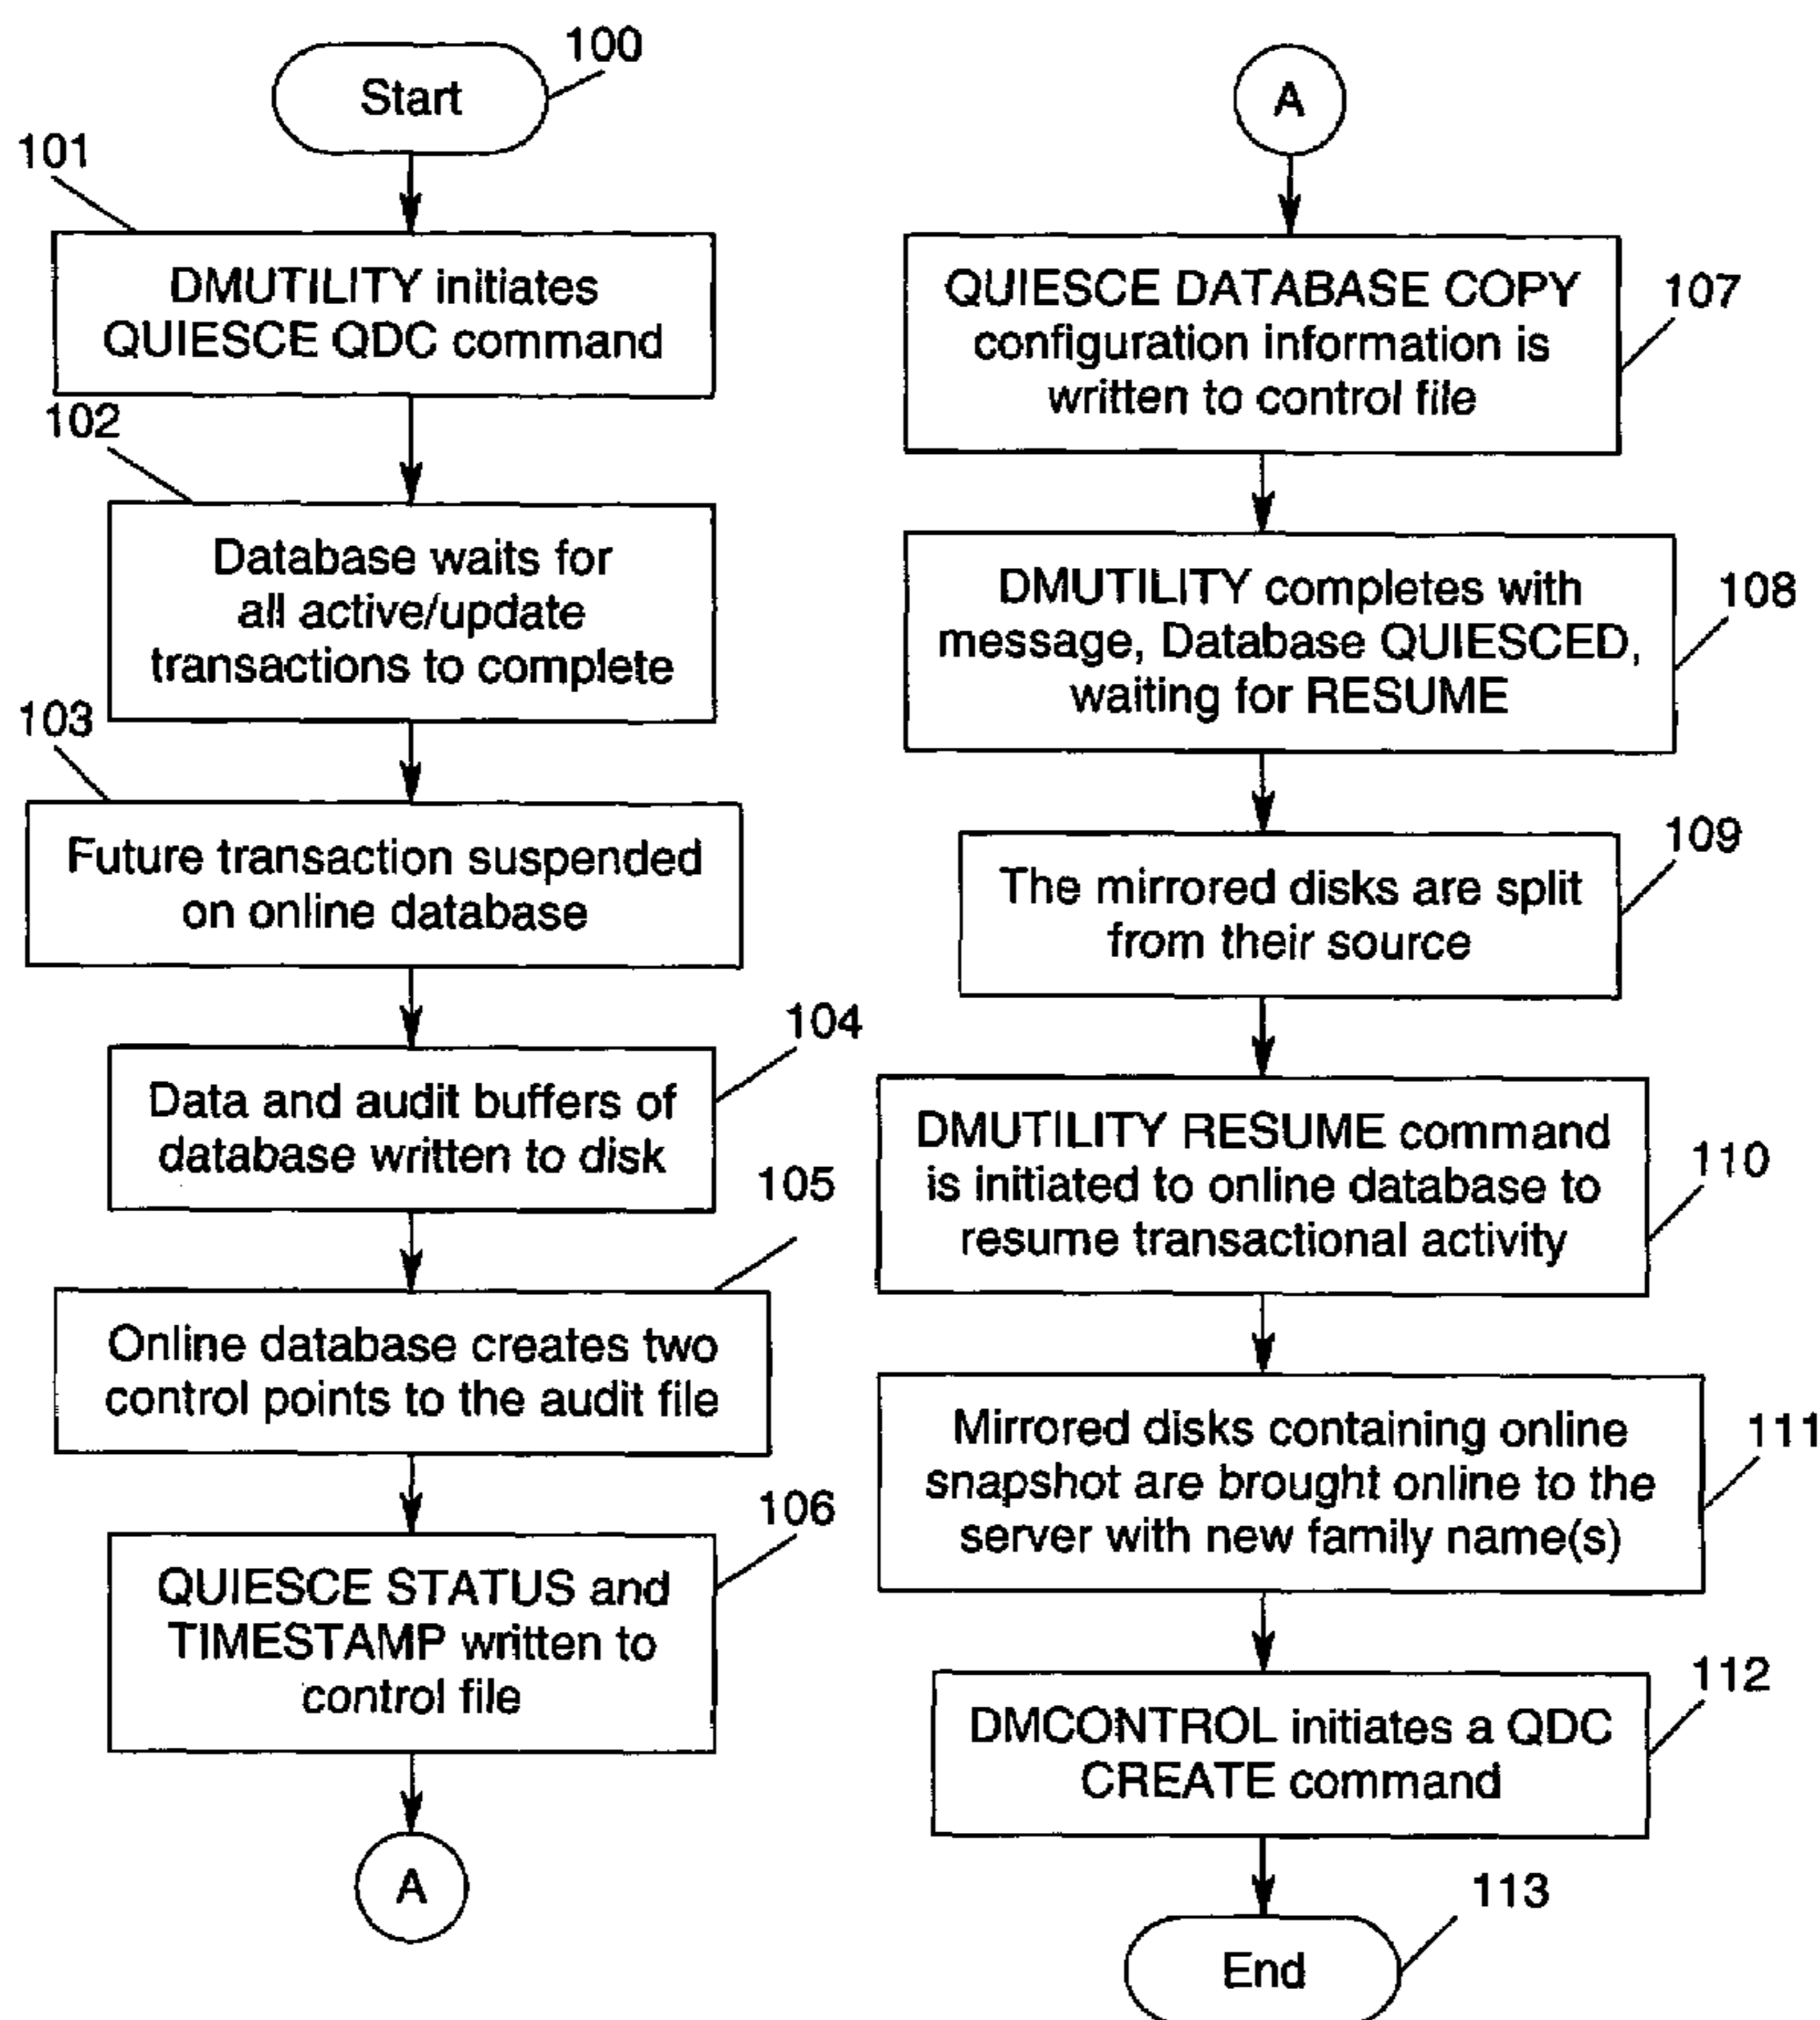 100
Start
101
DMUTILITY initiates
QUIESCE QDC command
102
Database waits for
all active/update
transactions to complete
103
Future transaction suspended
on online database
104
Data and audit buffers of
database written to disk
105
Online database creates two
control points to the audit file
106
QUIESCE STATUS and
TIMESTAMP written to
control file
A
A
107
QUIESCE DATABASE COPY
configuration information is
written to control file
108
DMUTILITY completes with
message, Database QUIESCED,
waiting for RESUME
109
The mirrored disks are split
from their source
110
DMUTILITY RESUME command
is initiated to online database to
resume transactional activity
111
Mirrored disks containing online
snapshot are brought online to the
server with new family name(s)
112
DMCONTROL initiates a QDC
CREATE command
113
End